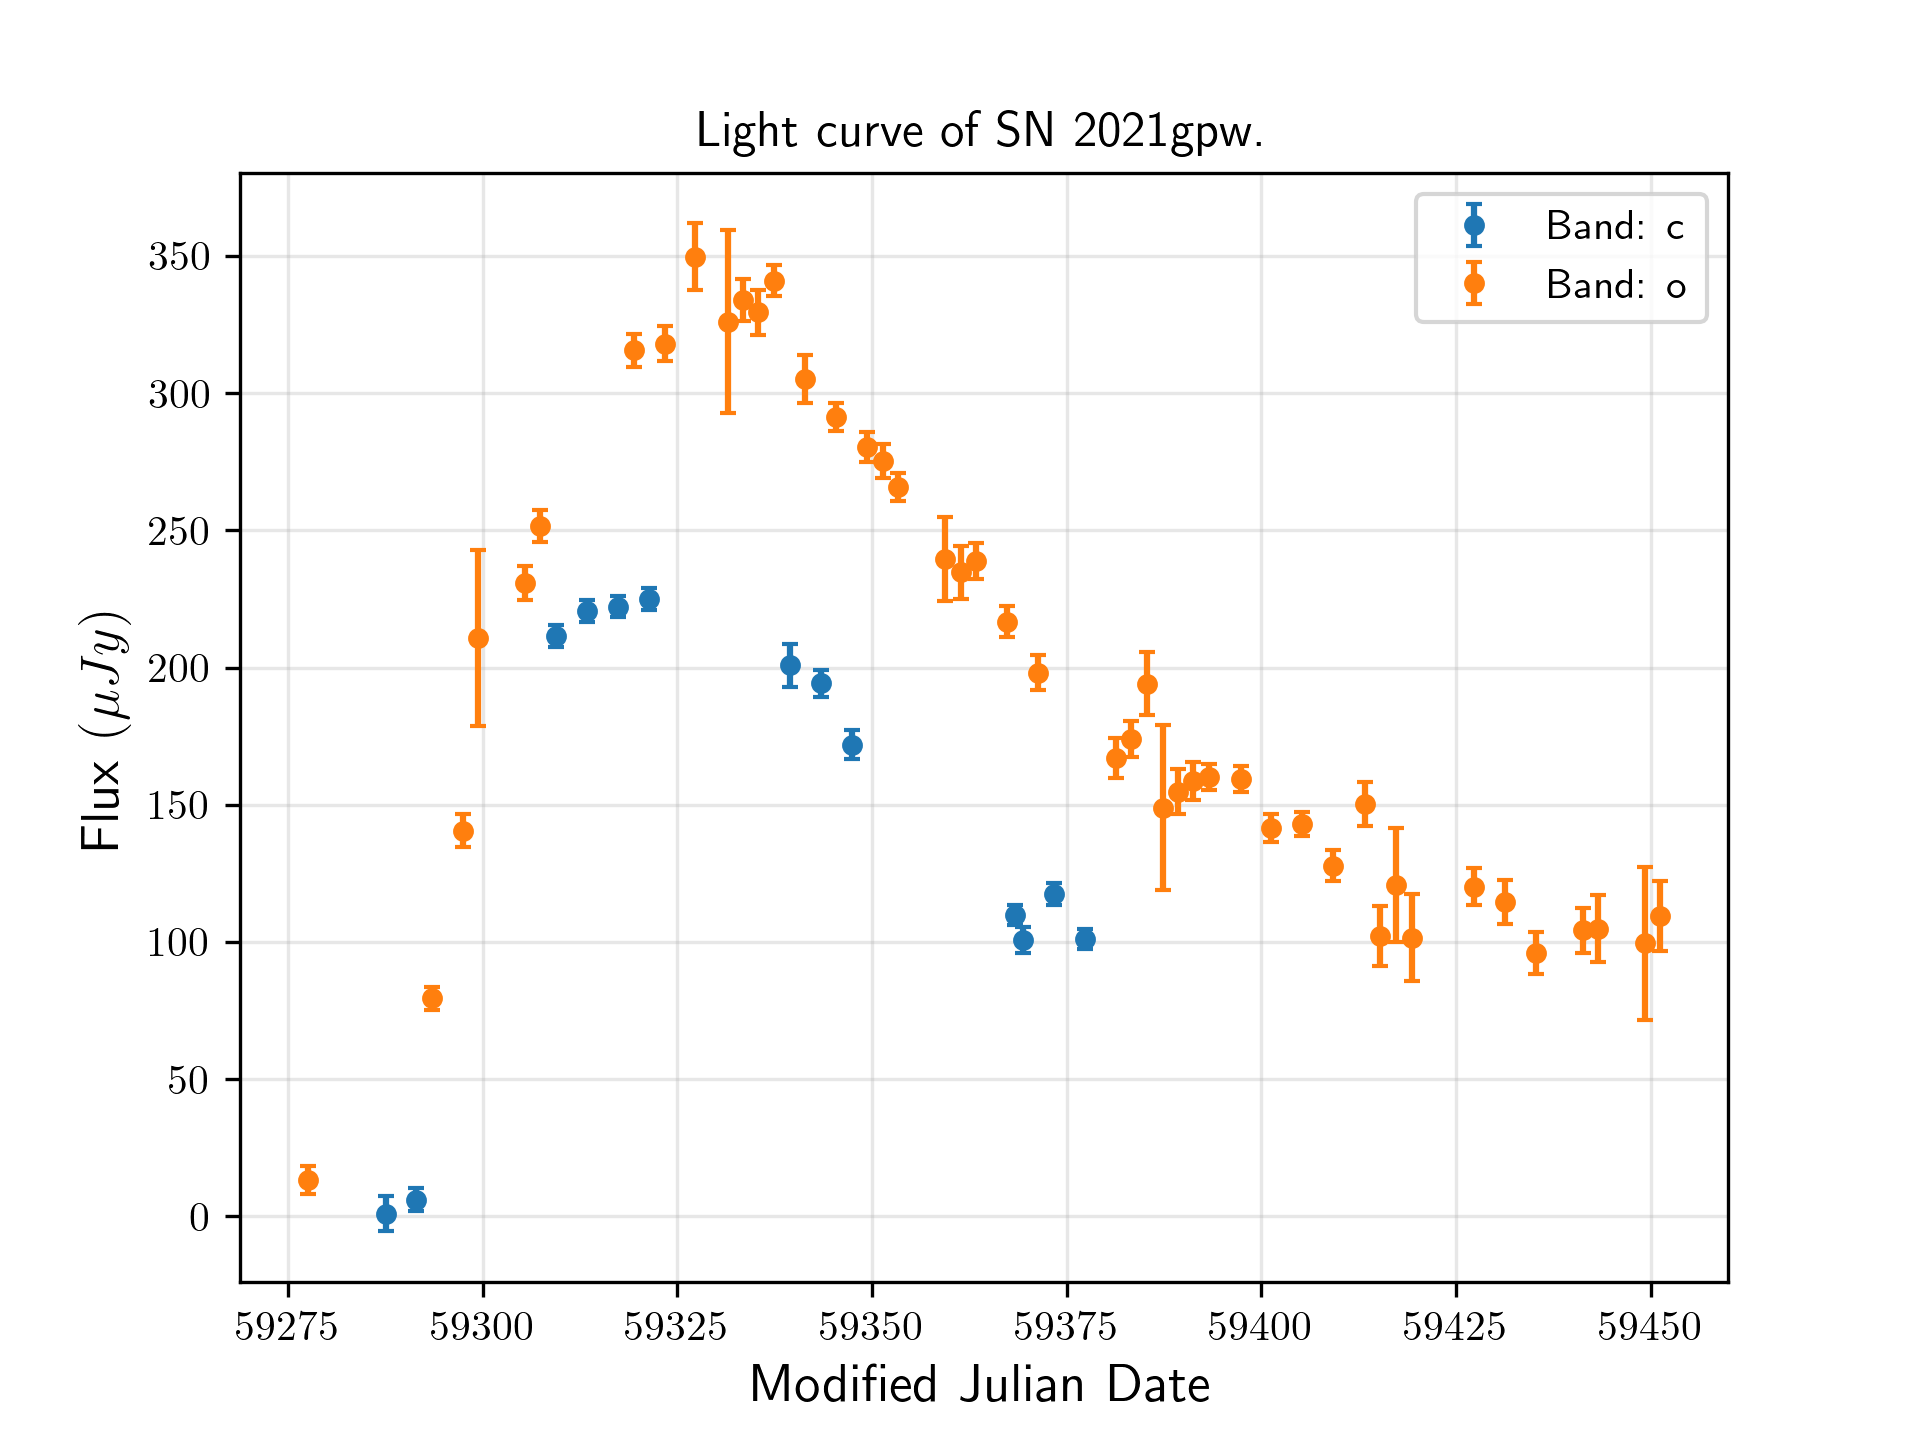 Light curve of SN 2021gpw.
Band: c
Band: o
350
300
250
200
150
100
50
0
Flux (μJy)
59275 59300 59325 59350 59375 59400 59425 59450
Modified Julian Date